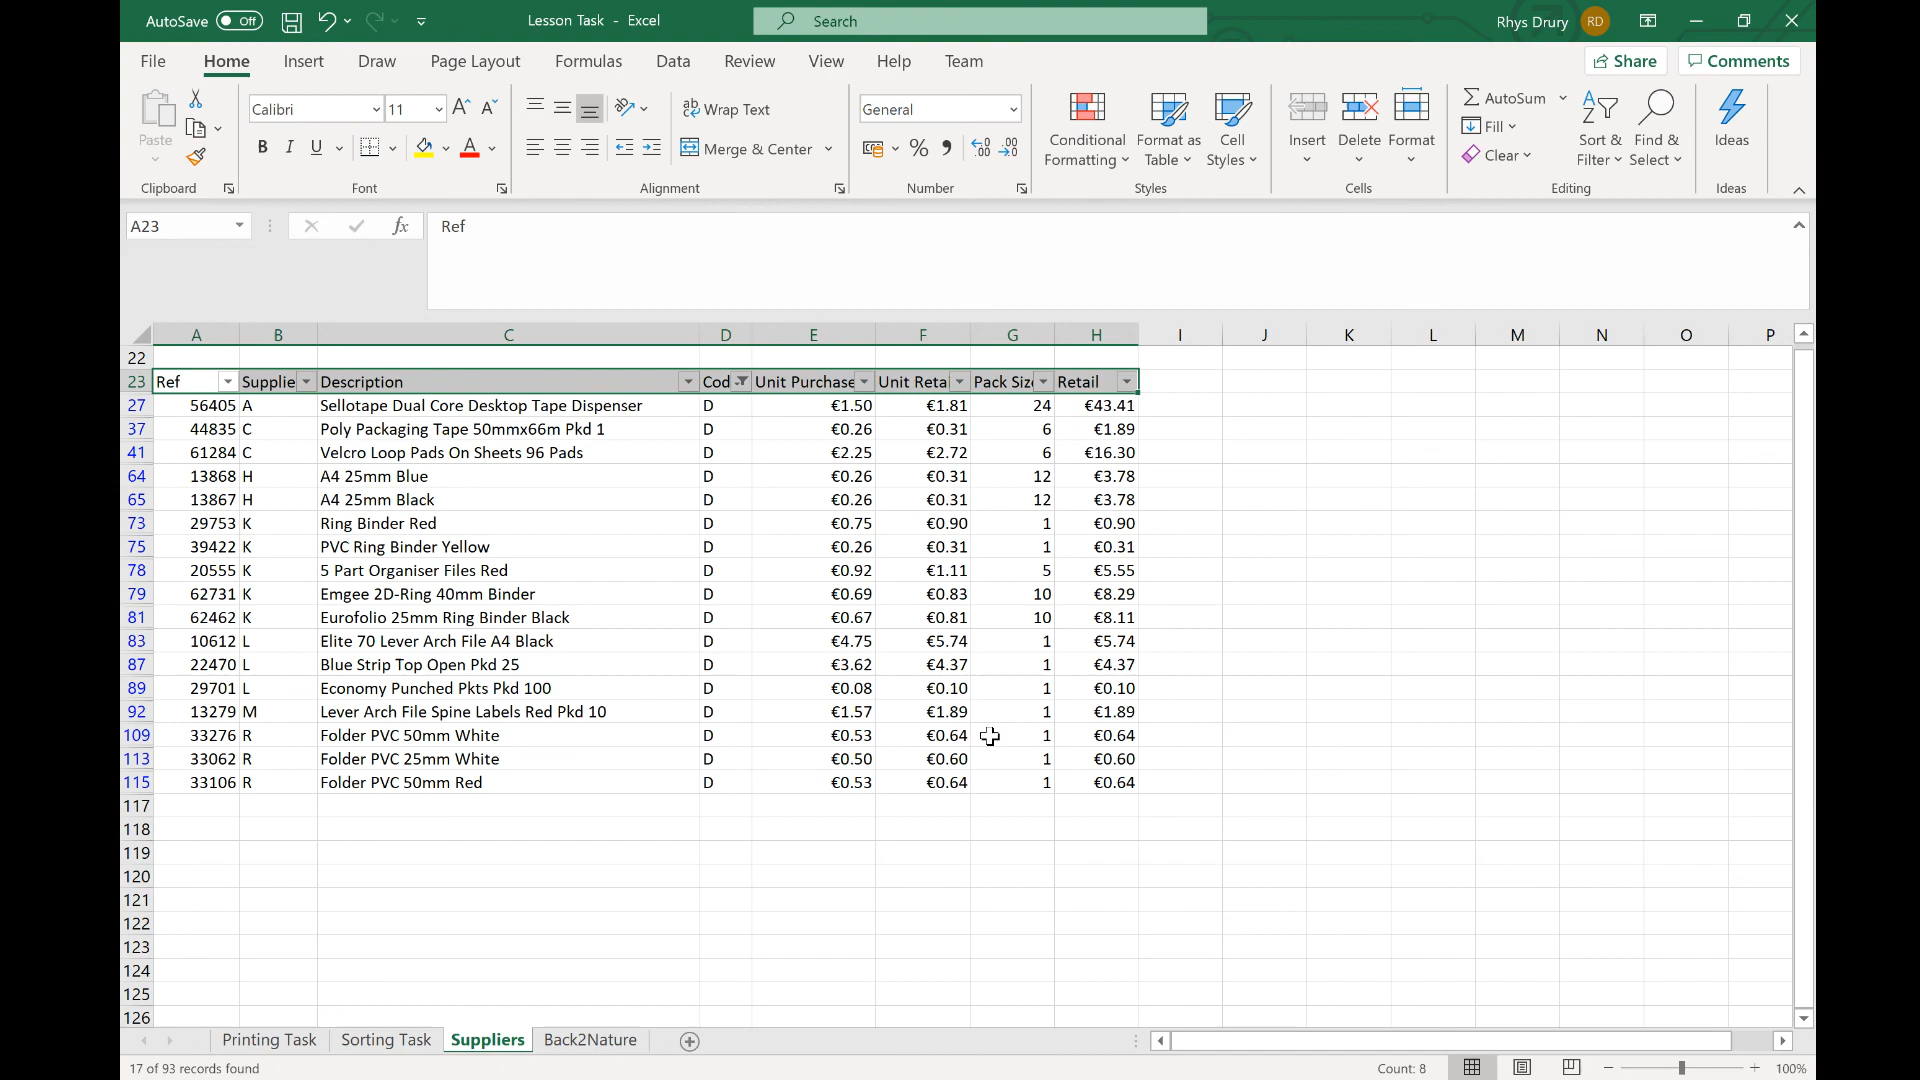 AutoSave Off Lesson Task - Excel Search Rhys Drury RD
File Home Insert Draw Page Layout Formulas Data Review View Help Team Share Comments
Calibri 11 ab Wrap Text General AutoSum
Paste Conditional Format as Cell Insert Delete Format Fill Sort & Find & Ideas
B I U A Merge & Center % Formatting Table Styles Clear Filter Select
Clipboard Font Alignment Number Styles Cells Editing Ideas
A23 fx Ref
A B C D E F G H I J K L M N O P
22
23 Ref Supplie Description Cod Unit Purchase Unit Reta Pack Siz Retail
27 56405 A Sellotape Dual Core Desktop Tape Dispenser D €1.50 €1.81 24 €43.41
37 44835 C Poly Packaging Tape 50mmx66m Pkd 1 D €0.26 €0.31 6 €1.89
41 61284 C Velcro Loop Pads On Sheets 96 Pads D €2.25 €2.72 6 €16.30
64 13868 H A4 25mm Blue D €0.26 €0.31 12 €3.78
65 13867 H A4 25mm Black D €0.26 €0.31 12 €3.78
73 29753 K Ring Binder Red D €0.75 €0.90 1 €0.90
75 39422 K PVC Ring Binder Yellow D €0.26 €0.31 1 €0.31
78 20555 K 5 Part Organiser Files Red D €0.92 €1.11 5 €5.55
79 62731 K Emgee 2D-Ring 40mm Binder D €0.69 €0.83 10 €8.29
81 62462 K Eurofolio 25mm Ring Binder Black D €0.67 €0.81 10 €8.11
83 10612 L Elite 70 Lever Arch File A4 Black D €4.75 €5.74 1 €5.74
87 22470 L Blue Strip Top Open Pkd 25 D €3.62 €4.37 1 €4.37
89 29701 L Economy Punched Pkts Pkd 100 D €0.08 €0.10 1 €0.10
92 13279 M Lever Arch File Spine Labels Red Pkd 10 D €1.57 €1.89 1 €1.89
109 33276 R Folder PVC 50mm White D €0.53 €0.64 1 €0.64
113 33062 R Folder PVC 25mm White D €0.50 €0.60 1 €0.60
115 33106 R Folder PVC 50mm Red D €0.53 €0.64 1 €0.64
117
118
119
120
121
122
123
124
125
126
Printing Task Sorting Task Suppliers Back2Nature
17 of 93 records found Count: 8 100%